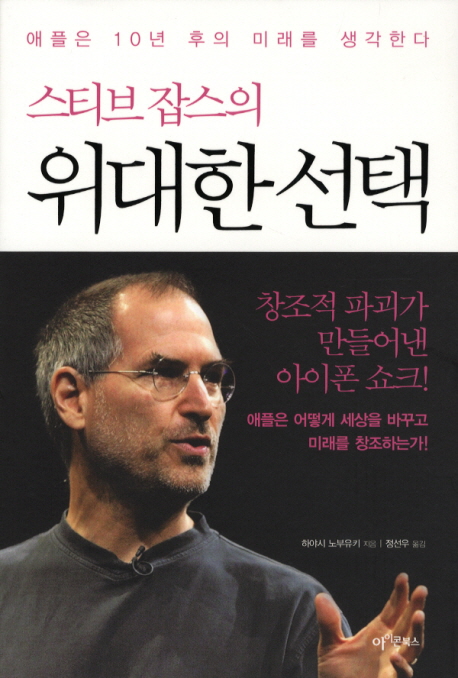 애플은 10년 후의 미래를 생각한다
스티브 잡스의
위대한 선택
창조적 파괴가
만들어낸
아이폰 쇼크!
애플은 어떻게 세상을 바꾸고
미래를 창조하는가!
하야시 노부유키 지음 | 정선우 옮김
아이콘북스